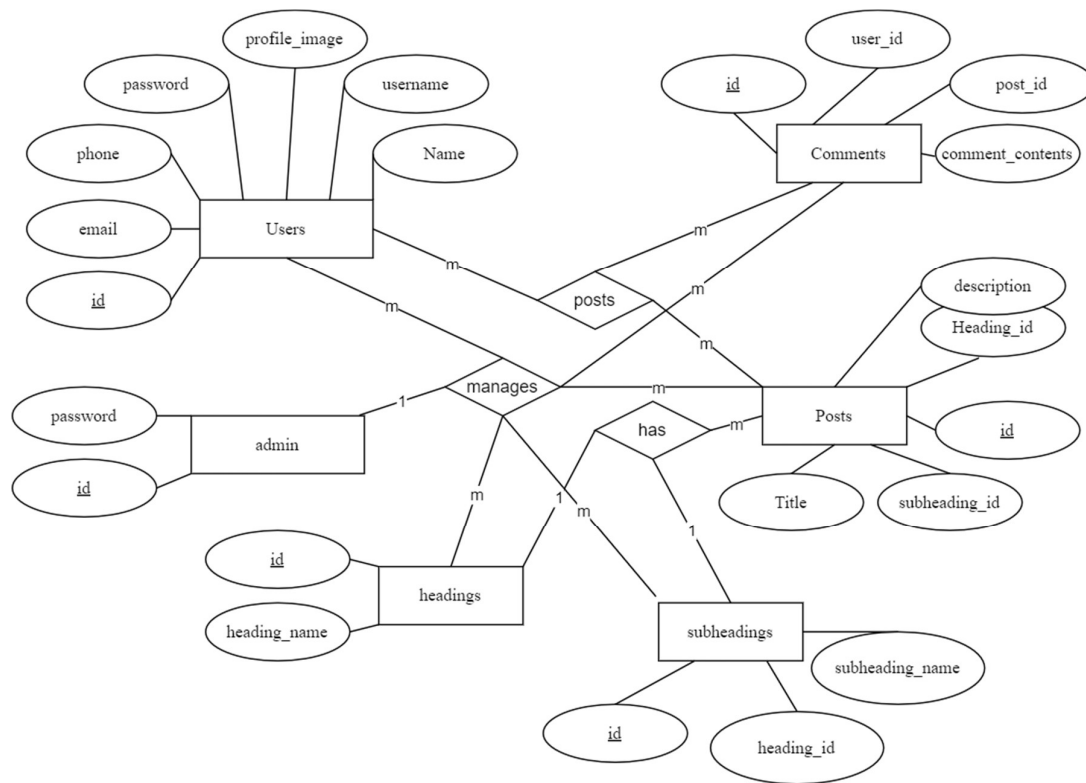 profile_image
user_id
password
username
id
post_id
phone
Name
Comments
comment_contents
email
Users
m
m
id
m
posts
m
description
Heading_id
m
manages
m
password
1
admin
has
m
Posts
id
id
m
1
m
Title
subheading_id
1
id
headings
heading_name
subheadings
subheading_name
id
heading_id